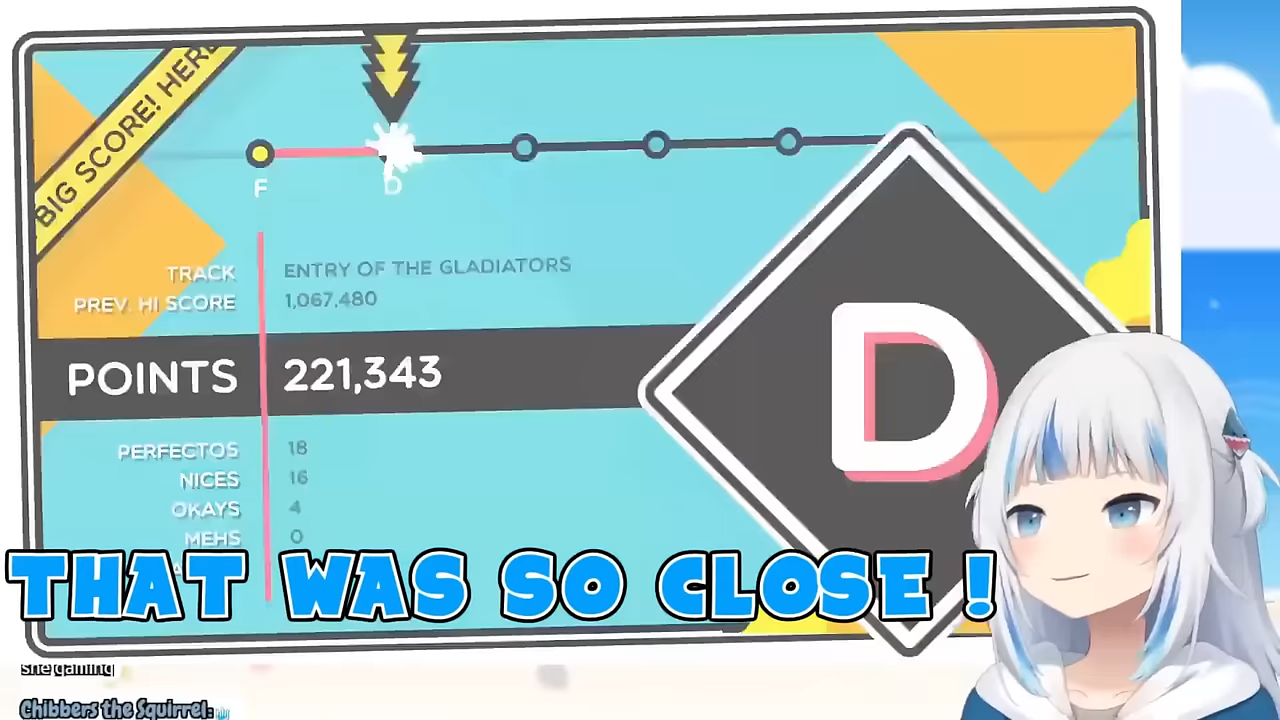 BIG SCORE! HERE
F
D
TRACK ENTRY OF THE GLADIATORS
PREV. HI SCORE 1,067,480
POINTS 221,343
D
PERFECTOS 18
NICES 16
OKAYS 4
MEHS 0
THAT WAS SO CLOSE !
she gaming
Chibbers the Squirrel: